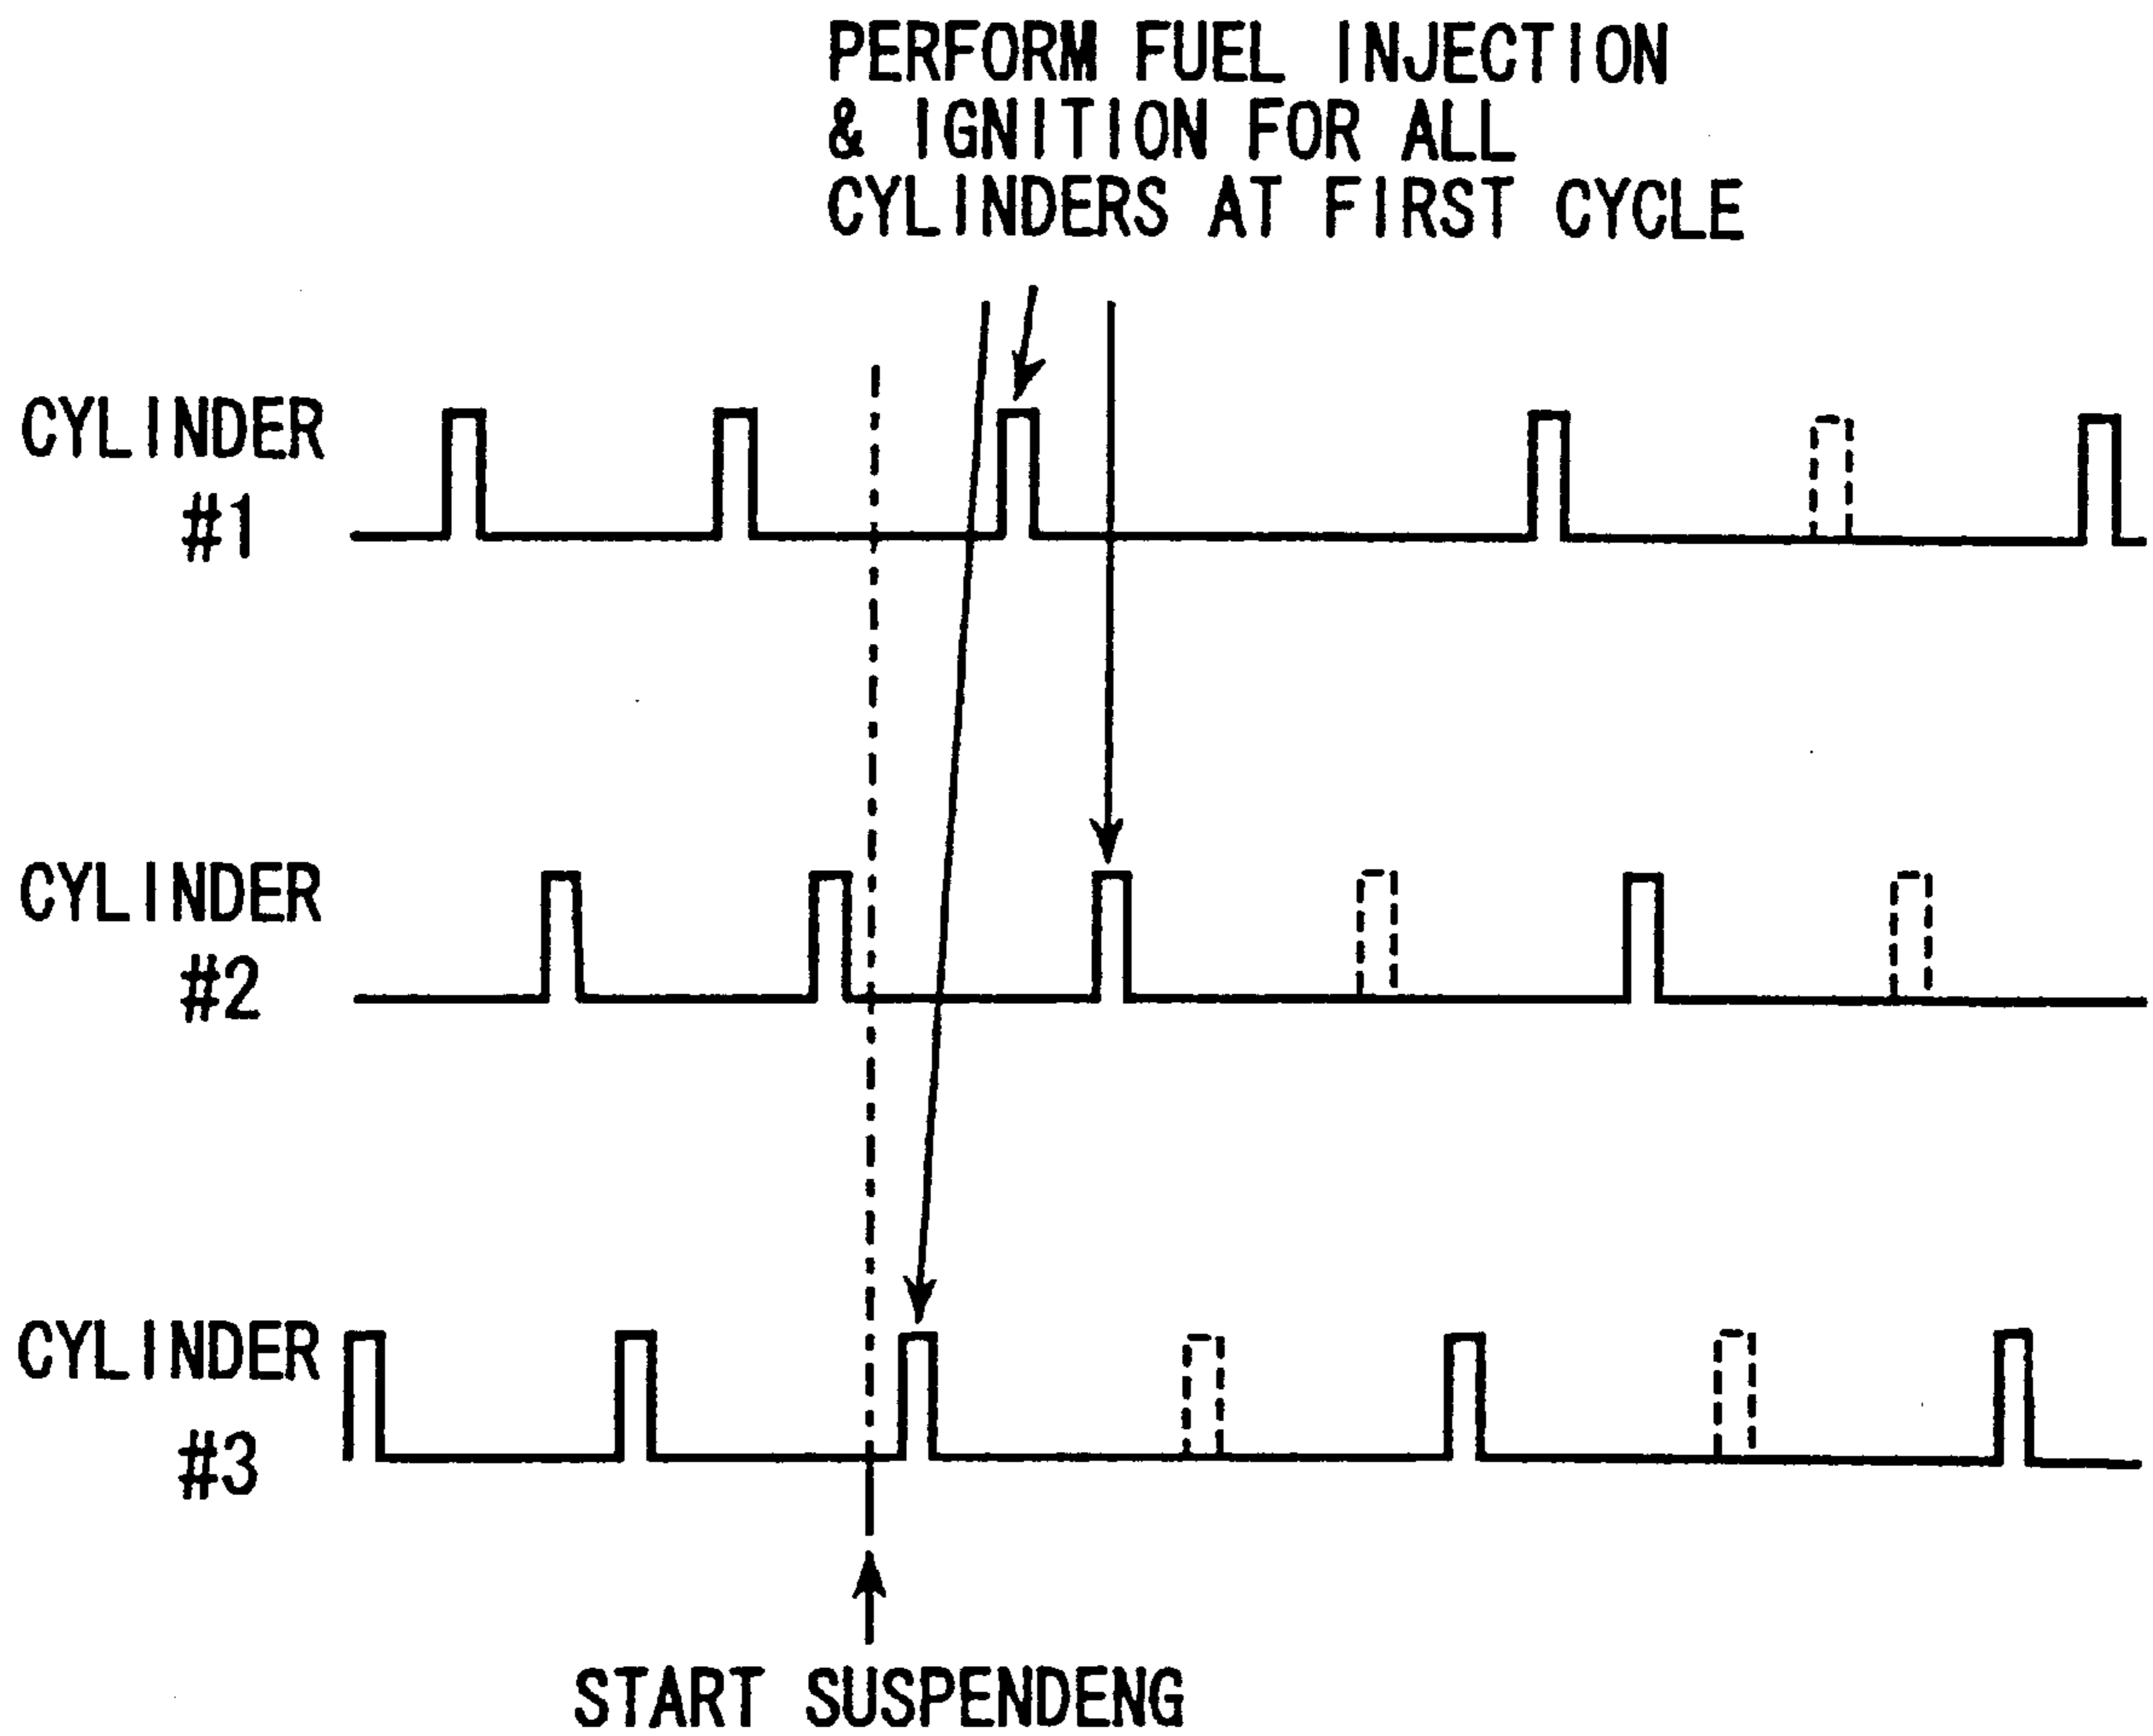 PERFORM FUEL INJECTION
& IGNITION FOR ALL
CYLINDERS AT FIRST CYCLE
CYLINDER
#1
CYLINDER
#2
CYLINDER
#3
START SUSPENDENG